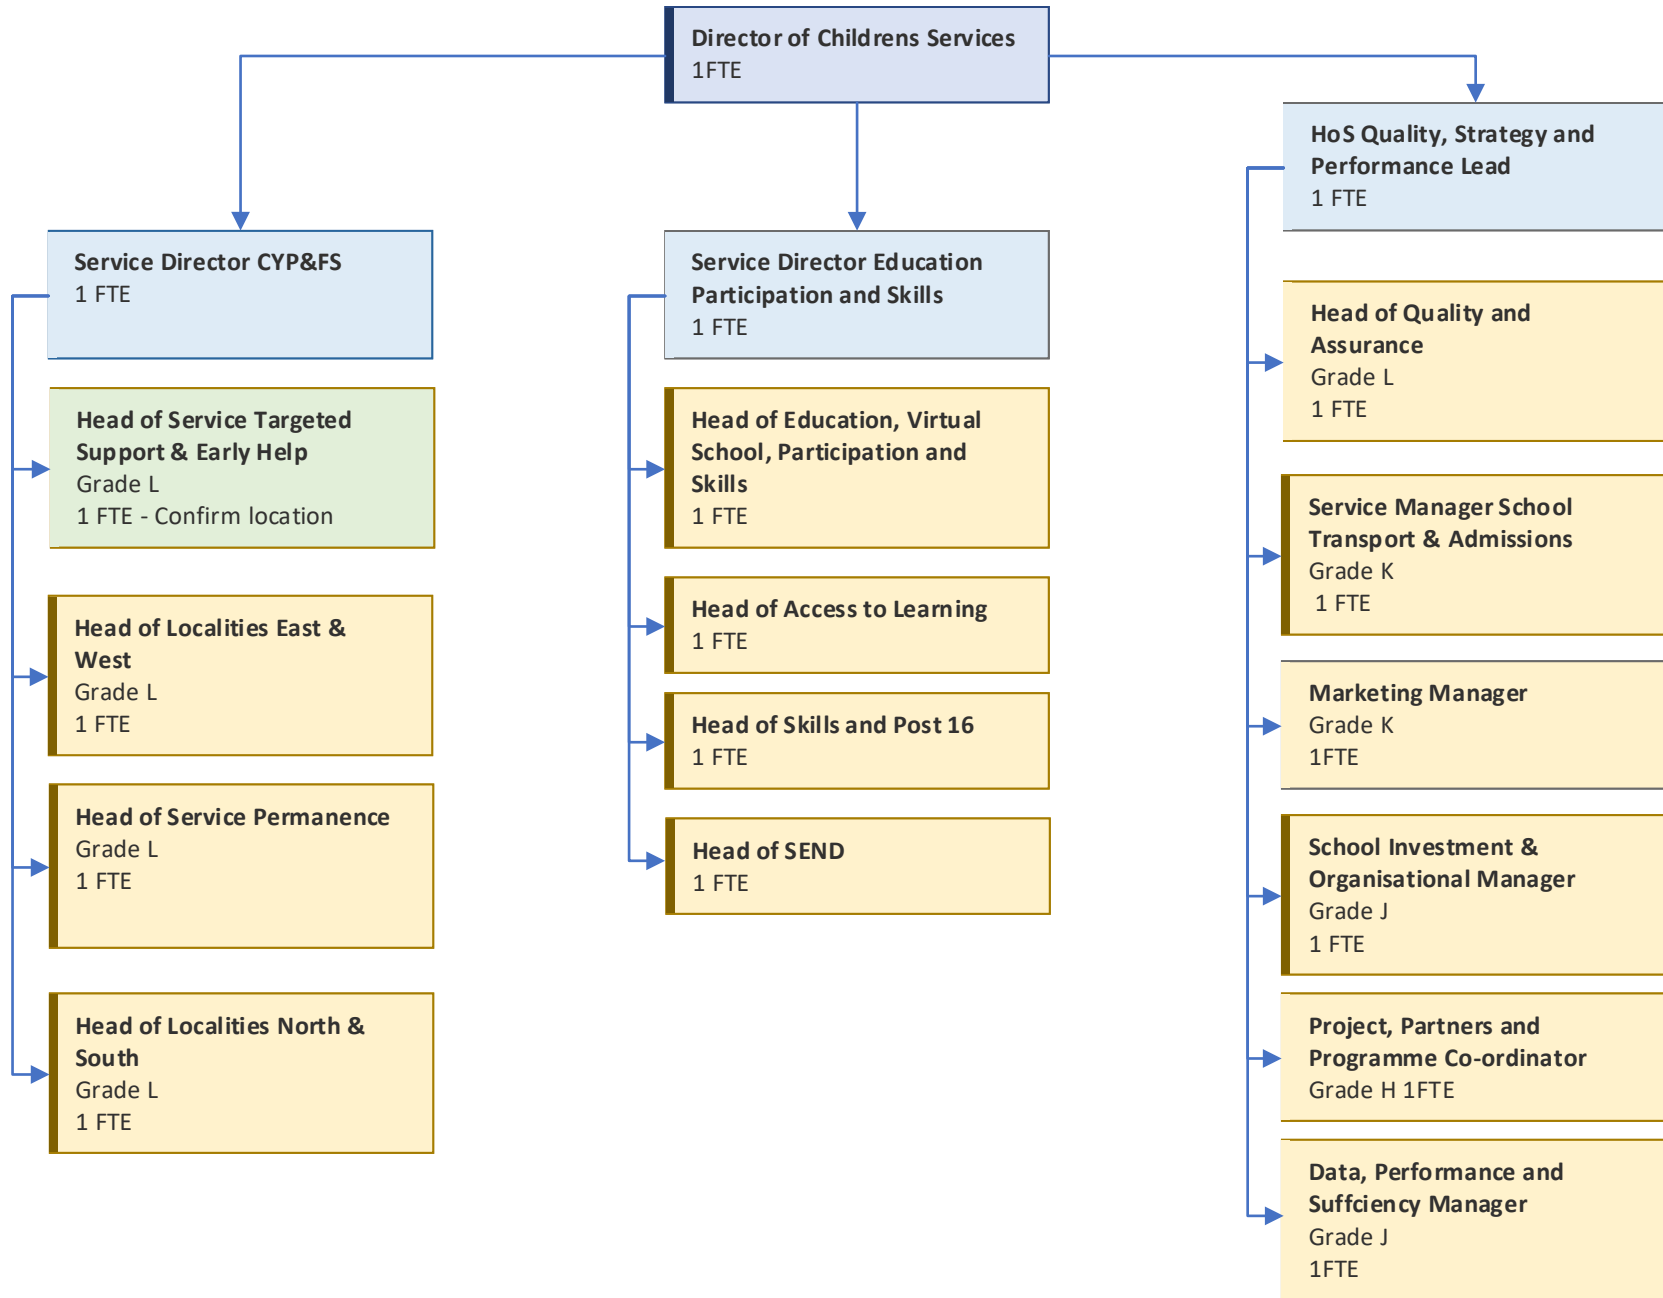 Director of Childrens Services
1FTE
Service Director CYP&FS
1 FTE
Head of Service Targeted
Support & Early Help
Grade L
1 FTE - Confirm location
Head of Localities East &
West
Grade L
1 FTE
Head of Service Permanence
Grade L
1 FTE
Head of Localities North &
South
Grade L
1 FTE
Service Director Education
Participation and Skills
1 FTE
Head of Education, Virtual
School, Participation and
Skills
1 FTE
Head of Access to Learning
1 FTE
Head of Skills and Post 16
1 FTE
Head of SEND
1 FTE
HoS Quality, Strategy and
Performance Lead
1 FTE
Head of Quality and
Assurance
Grade L
1 FTE
Service Manager School
Transport & Admissions
Grade K
1 FTE
Marketing Manager
Grade K
1FTE
School Investment &
Organisational Manager
Grade J
1 FTE
Project, Partners and
Programme Co-ordinator
Grade H 1FTE
Data, Performance and
Suffciency Manager
Grade J
1FTE